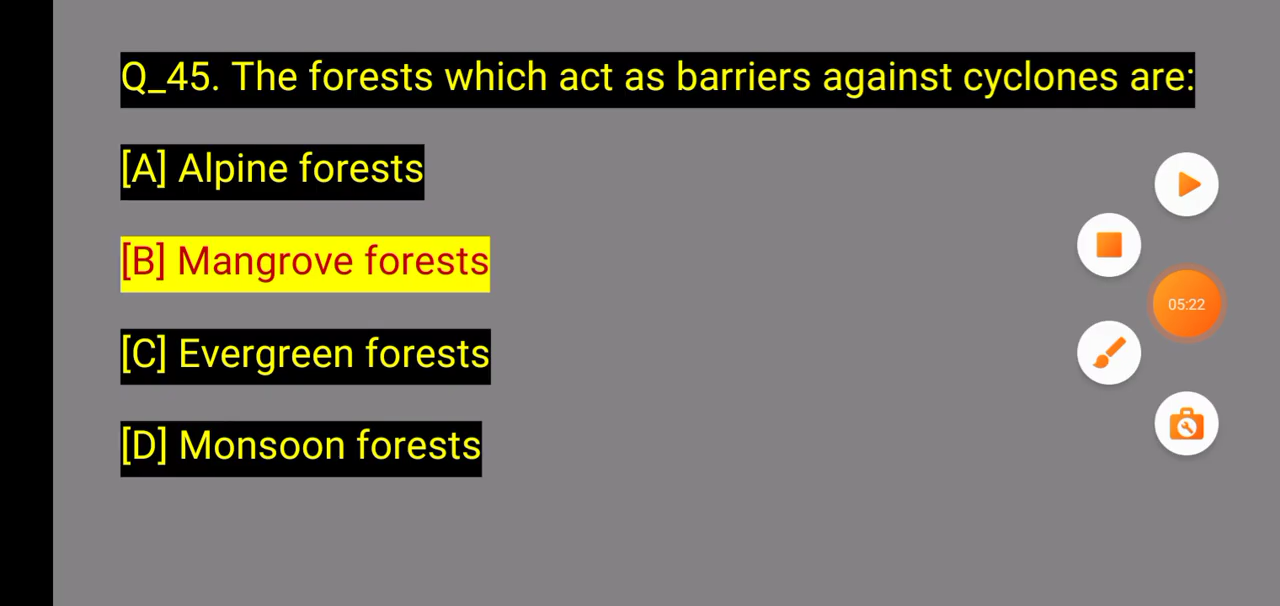 Q_45. The forests which act as barriers against cyclones are:
[A] Alpine forests
[B] Mangrove forests
05:22
[C] Evergreen forests
[D] Monsoon forests